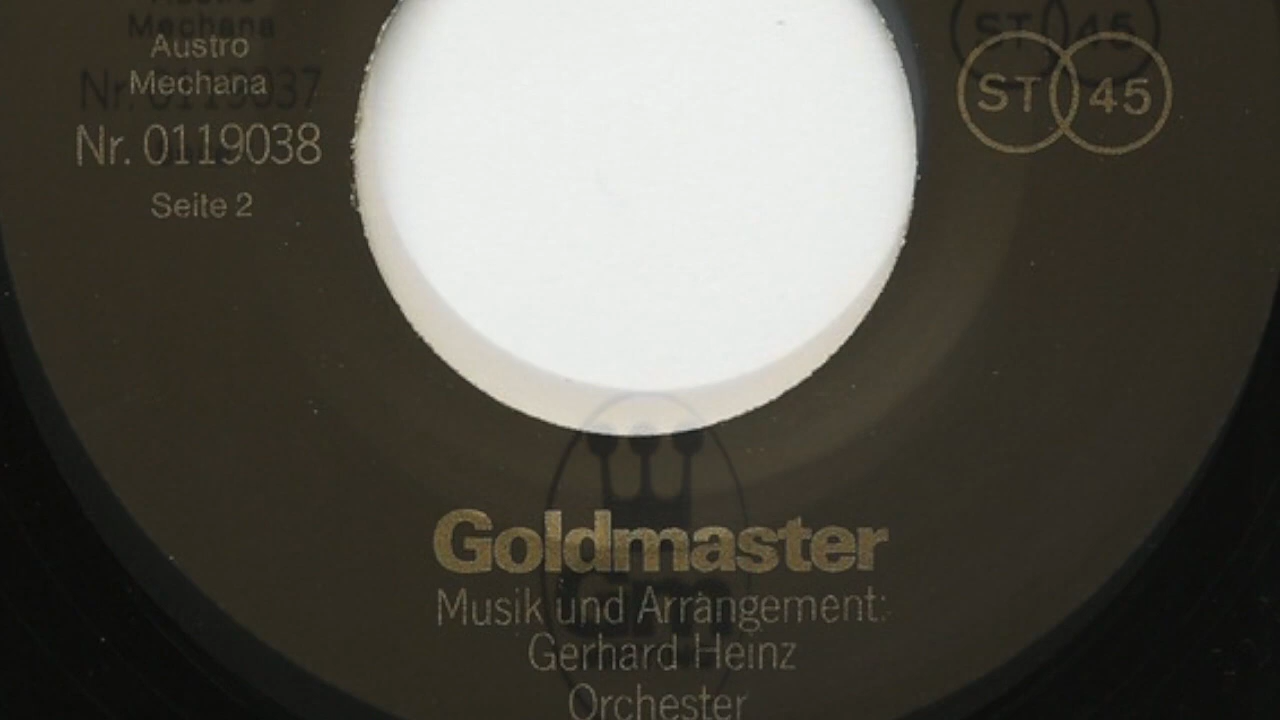 Austro
Mechana
Nr. 0119038
Seite 2
ST 45
Goldmaster
Musik und Arrangement:
Gerhard Heinz
Orchester